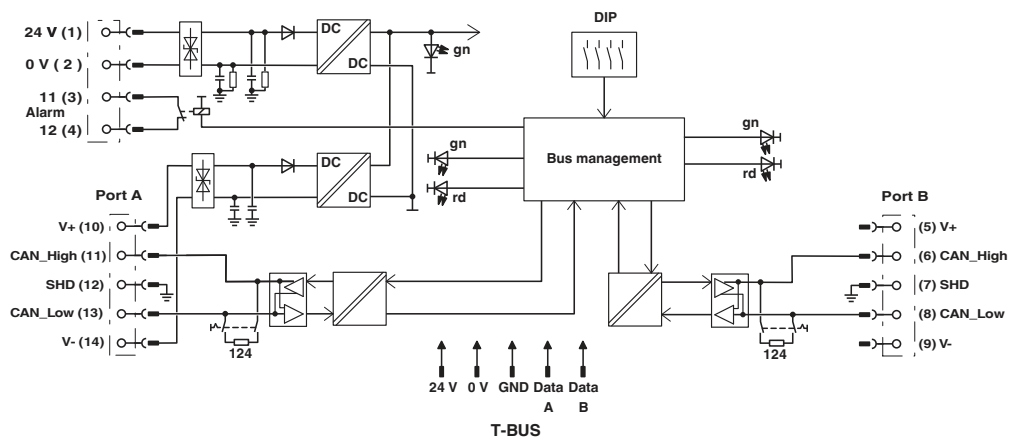 DIP
24 V (1)
0 V ( 2 )
11 (3)
Alarm
12 (4)
DC
DC
gn
Bus management
gn
rd
gn
rd
DC
DC
Port A
V+ (10)
CAN_High (11)
SHD (12)
CAN_Low (13)
V- (14)
124
Port B
(5) V+
(6) CAN_High
(7) SHD
(8) CAN_Low
(9) V-
124
24 V 0 V GND Data Data
A B
T-BUS